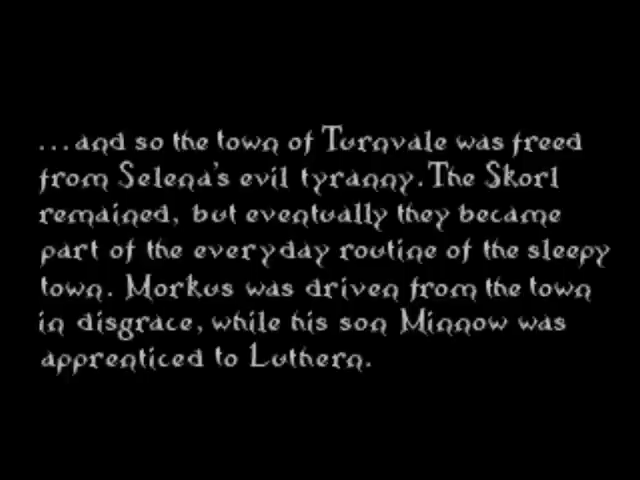 ...and so the town of Turnvale was freed
from Selena's evil tyranny. The Skorl
remained, but eventually they became
part of the everyday routine of the sleepy
town. Morkus was driven from the town
in disgrace, while his son Minnow was
apprenticed to Luthern.